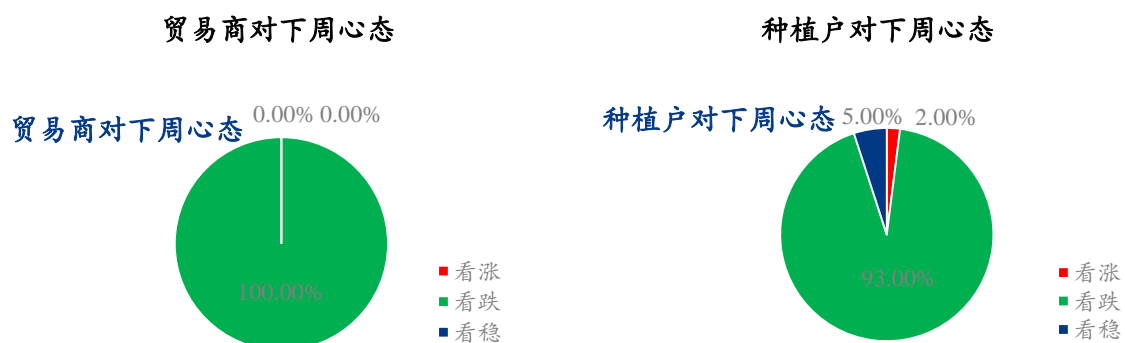 贸易商对下周心态
贸易商对下周心态
0.00% 0.00%
100.00%
看涨
看跌
看稳
种植户对下周心态
种植户对下周心态
5.00% 2.00%
93.00%
看涨
看跌
看稳